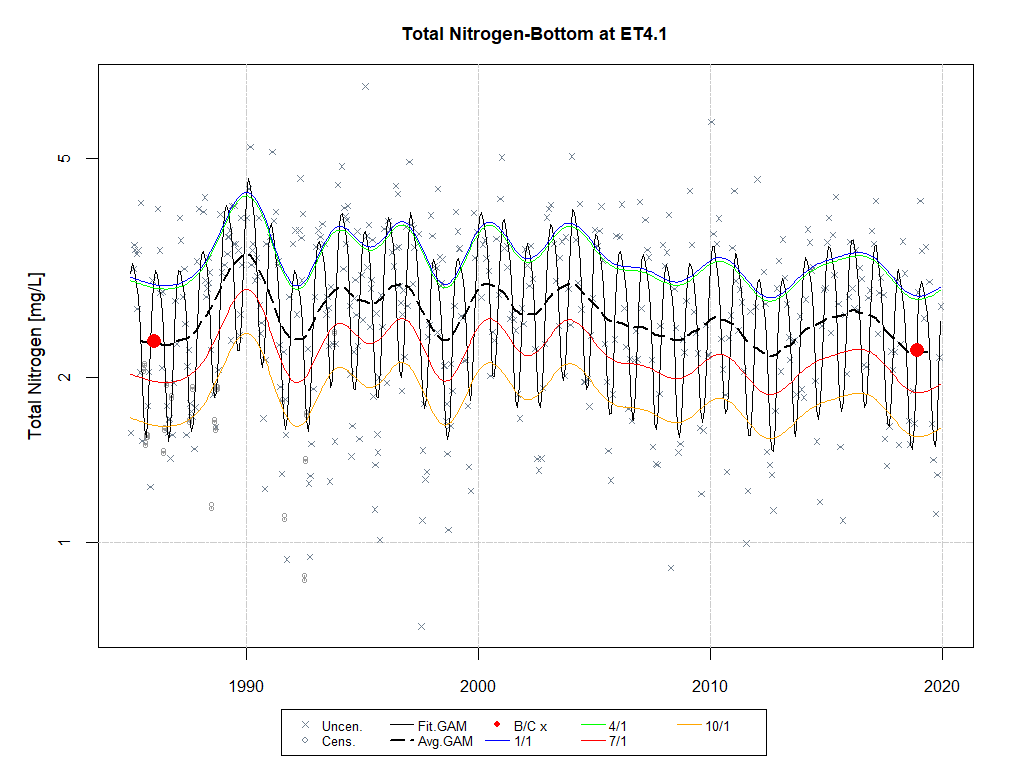 Total Nitrogen-Bottom at ET4.1
Total Nitrogen [mg/L]
5
2
1
1990 2000 2010 2020
Uncen. Fit.GAM B/C x 4/1 10/1
Cens. Avg.GAM 1/1 7/1